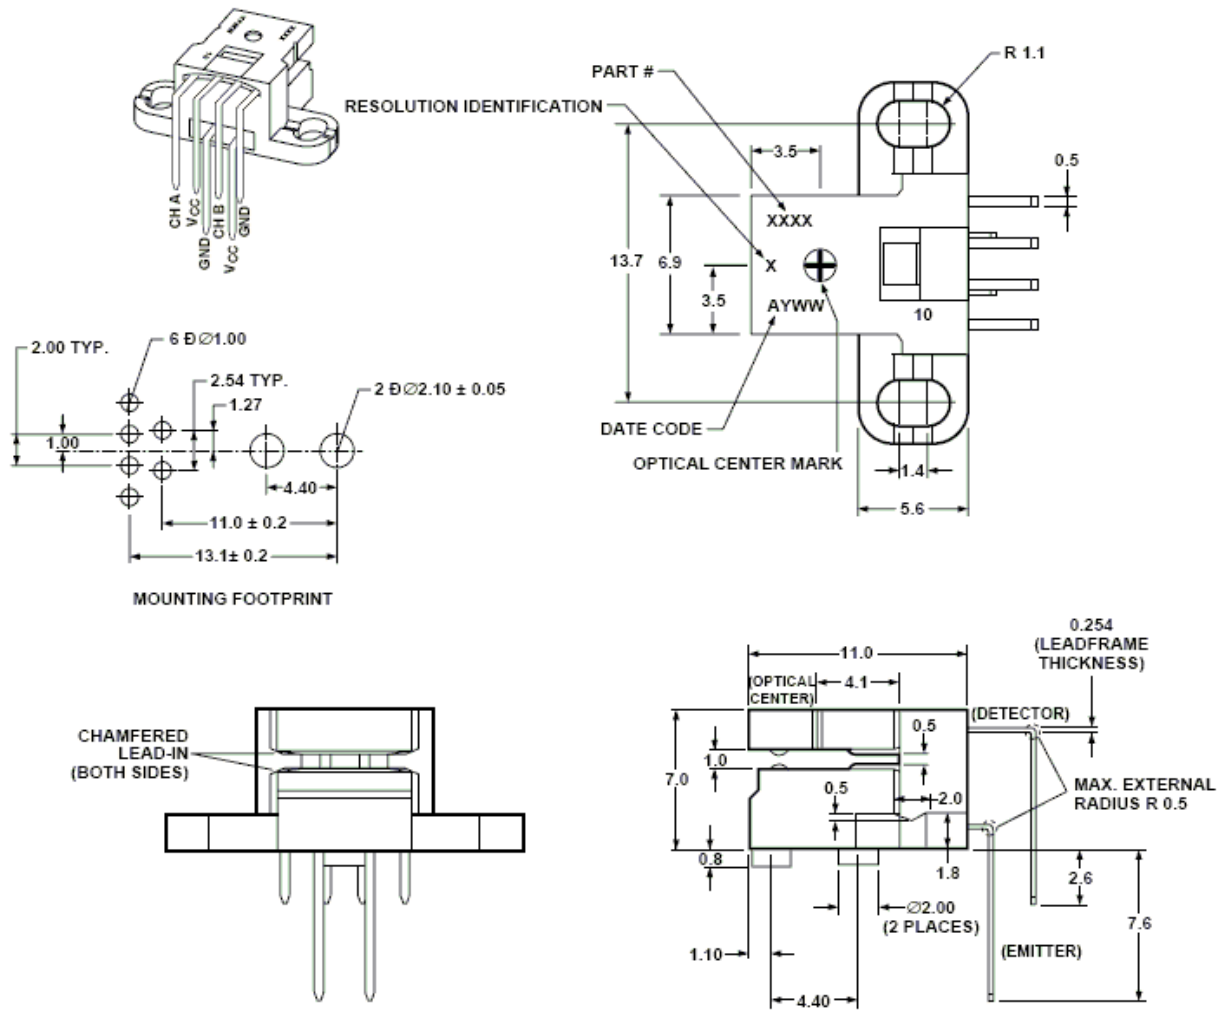 XXXX
CH A
VCC
GND
CH B
VCC
GND
PART #
RESOLUTION IDENTIFICATION
R 1.1
3.5
0.5
XXXX
13.7
6.9
X
3.5
AYWW
10
DATE CODE
OPTICAL CENTER MARK
1.4
5.6
6 Ð ∅1.00
2.00 TYP.
2.54 TYP.
1.27
2 Ð∅2.10 ± 0.05
1.00
4.40
11.0 ± 0.2
13.1± 0.2
MOUNTING FOOTPRINT
CHAMFERED
LEAD-IN
(BOTH SIDES)
0.254
(LEADFRAME
THICKNESS)
11.0
(OPTICAL
CENTER)
4.1
(DETECTOR)
0.5
1.0
7.0
0.5
2.0
MAX. EXTERNAL
RADIUS R 0.5
0.8
1.8
2.6
∅2.00
(2 PLACES)
7.6
1.10
(EMITTER)
4.40